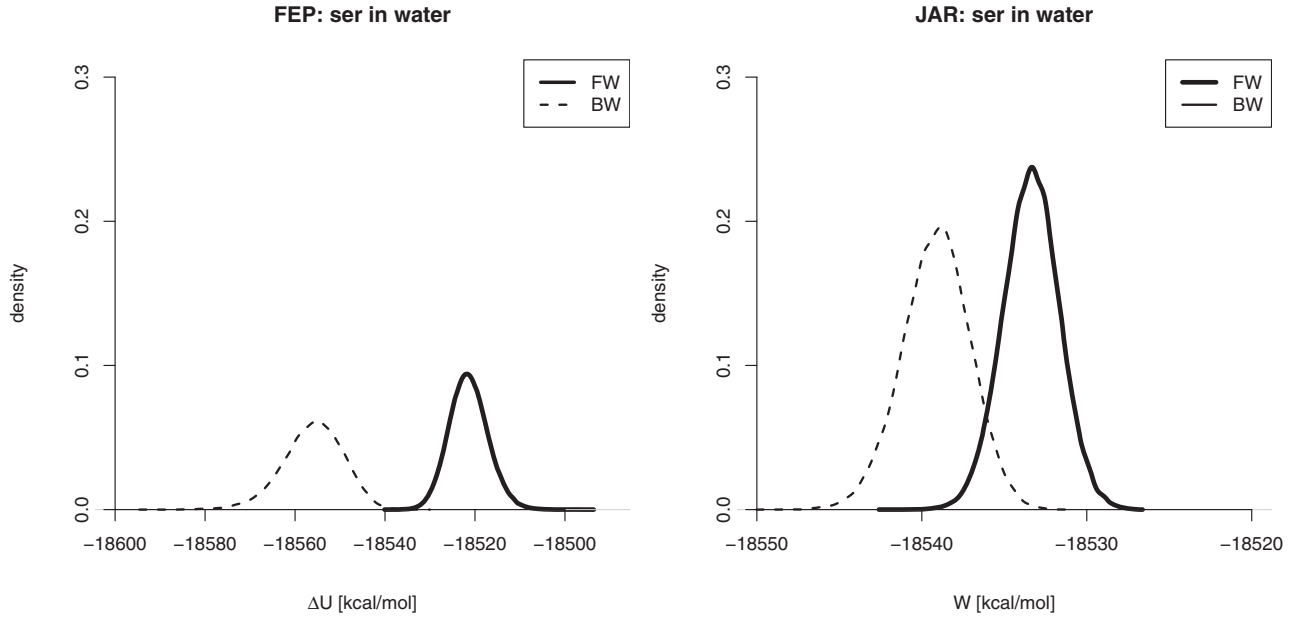 FEP: ser in water
density
0.3
0.2
0.1
0.0
FW
BW
−18600 −18580 −18560 −18540 −18520 −18500
ΔU [kcal/mol]
JAR: ser in water
density
0.3
0.2
0.1
0.0
FW
BW
−18550 −18540 −18530 −18520
W [kcal/mol]